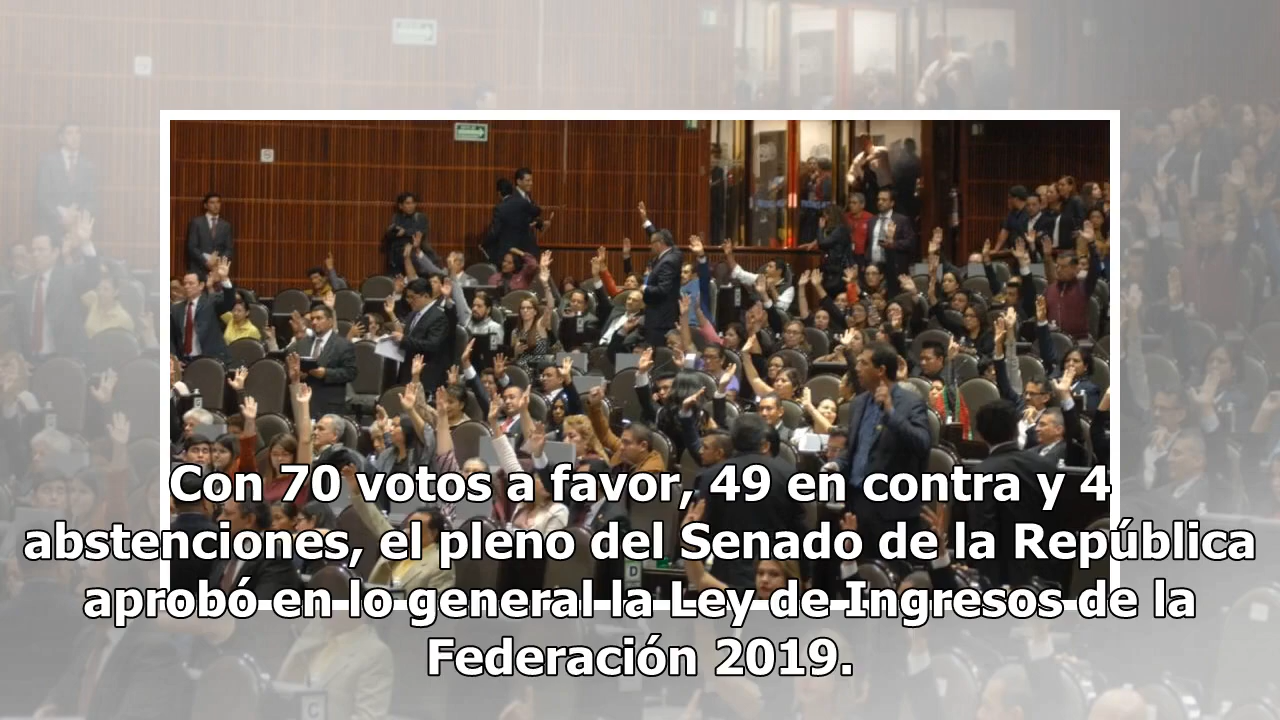 Con 70 votos a favor, 49 en contra y 4
abstenciones, el pleno del Senado de la República
aprobó en lo general la Ley de Ingresos de la
Federación 2019.
D
C